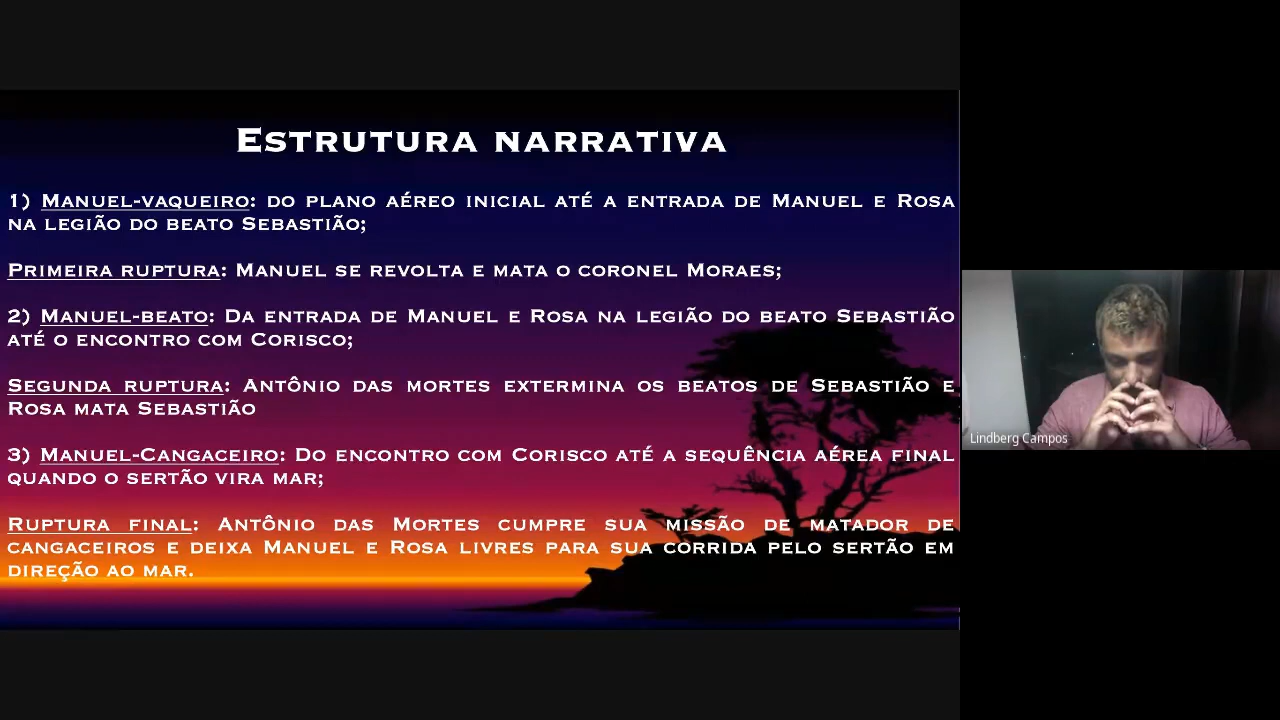 Estrutura narrativa
1) Manuel-vaqueiro: do plano aéreo inicial até a entrada de Manuel e Rosa
na legião do beato Sebastião;
Primeira ruptura: Manuel se revolta e mata o coronel Moraes;
2) Manuel-beato: Da entrada de Manuel e Rosa na legião do beato Sebastião
até o encontro com Corisco;
Segunda ruptura: Antônio das mortes extermina os beatos de Sebastião e
Rosa mata Sebastião
3) Manuel-Cangaceiro: Do encontro com Corisco até a sequência aérea final
quando o sertão vira mar;
Ruptura final: Antônio das Mortes cumpre sua missão de matador de
cangaceiros e deixa Manuel e Rosa livres para sua corrida pelo sertão em
direção ao mar.
Lindberg Campos